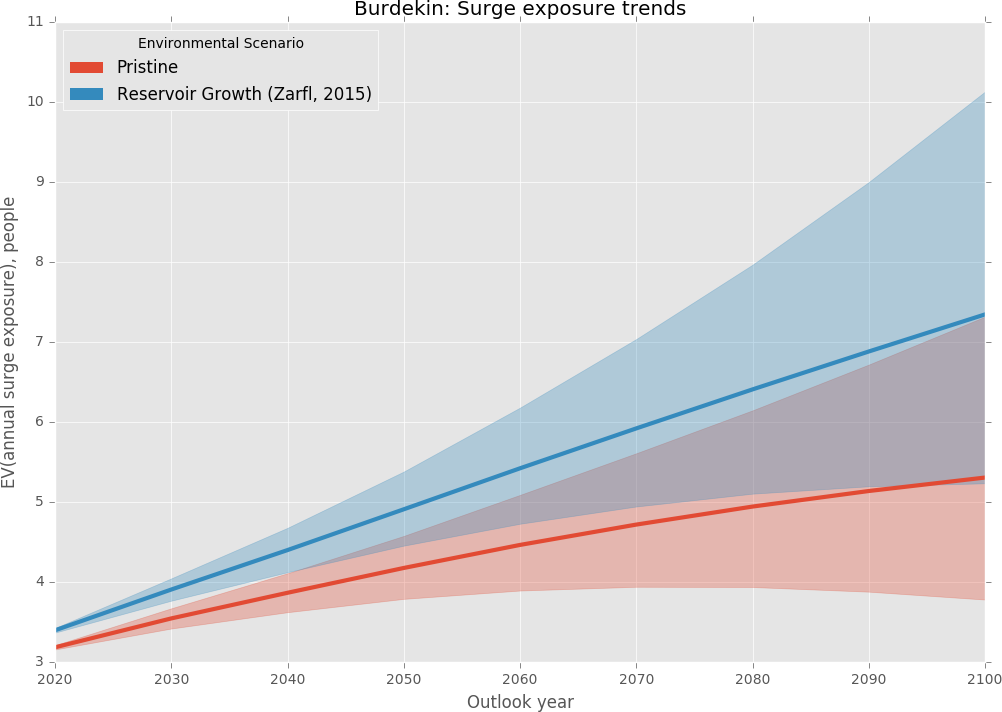 Burdekin: Surge exposure trends
Environmental Scenario
Pristine
Reservoir Growth (Zarfl, 2015)
EV(annual surge exposure), people
11
10
9
8
7
6
5
4
3
2020 2030 2040 2050 2060 2070 2080 2090 2100
Outlook year